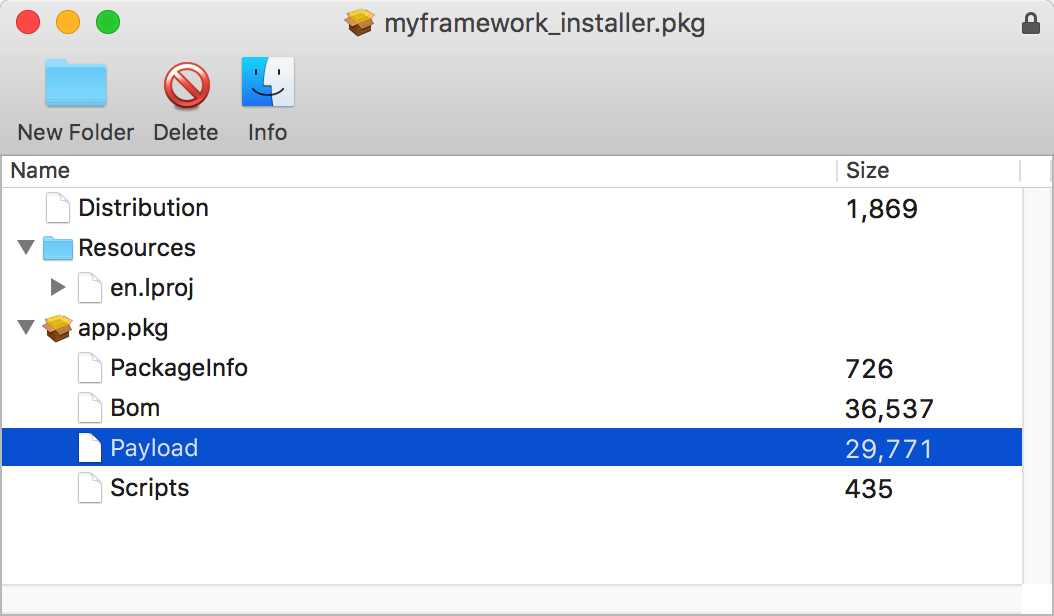 myframework_installer.pkg
New Folder Delete Info
Name Size
Distribution 1,869
Resources
en.lproj
app.pkg
PackageInfo 726
Bom 36,537
Payload 29,771
Scripts 435